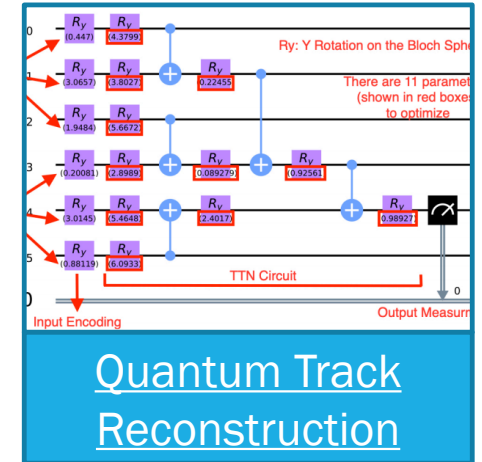 0 Ry (0.447) Ry (4.3799) Ry: Y Rotation on the Bloch Sphe
1 Ry (3.0657) Ry (3.8027) Ry (0.22455) There are 11 paramet
(shown in red boxes
to optimize
2 Ry (1.9484) Ry (5.6672)
3 Ry (0.20081) Ry (2.8989) Ry (0.089279) Ry (0.92561)
4 Ry (3.0145) Ry (5.4648) Ry (2.4017) Ry (0.98927)
5 Ry (0.88119) Ry (6.0933) TTN Circuit
0
Input Encoding Output Measurm
Quantum Track
Reconstruction